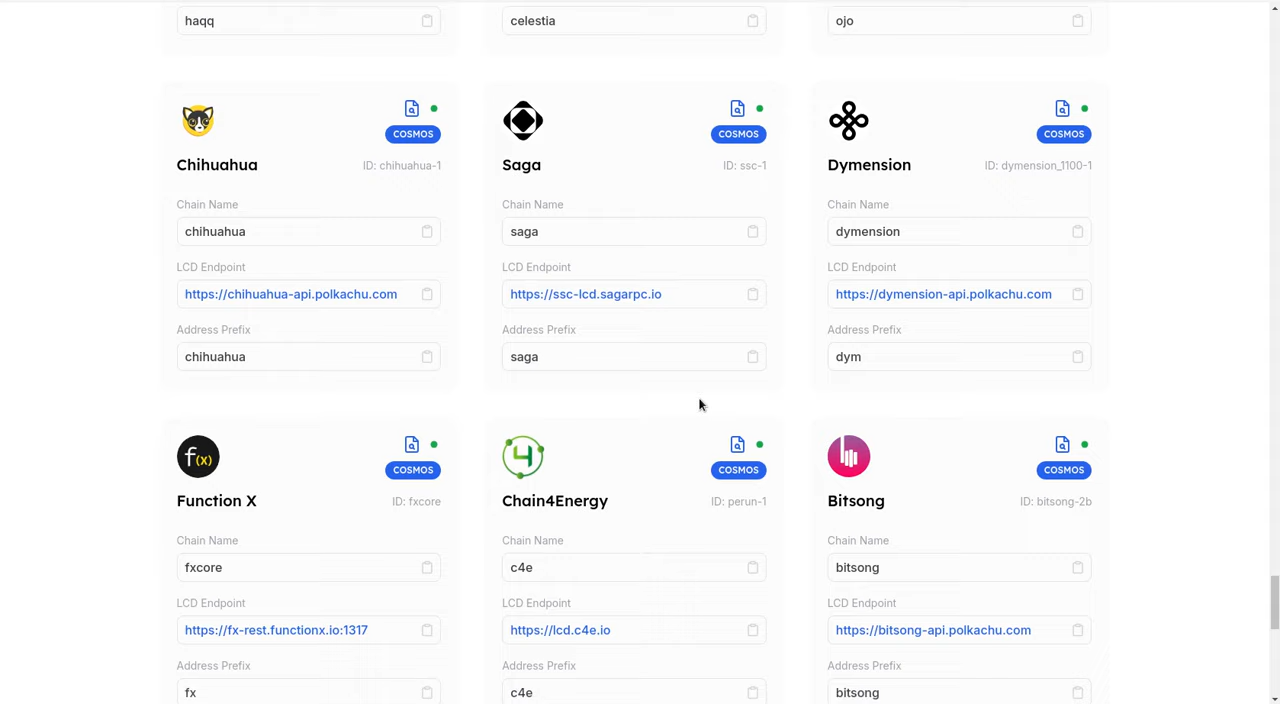 haqq
celestia
ojo
COSMOS
COSMOS
COSMOS
Chihuahua
ID: chihuahua-1
Saga
ID: ssc-1
Dymension
ID: dymension_1100-1
Chain Name
Chain Name
Chain Name
chihuahua
saga
dymension
LCD Endpoint
LCD Endpoint
LCD Endpoint
https://chihuahua-api.polkachu.com
https://ssc-lcd.sagarpc.io
https://dymension-api.polkachu.com
Address Prefix
Address Prefix
Address Prefix
chihuahua
saga
dym
f(x)
4
COSMOS
COSMOS
COSMOS
Function X
ID: fxcore
Chain4Energy
ID: perun-1
Bitsong
ID: bitsong-2b
Chain Name
Chain Name
Chain Name
fxcore
c4e
bitsong
LCD Endpoint
LCD Endpoint
LCD Endpoint
https://fx-rest.functionx.io:1317
https://lcd.c4e.io
https://bitsong-api.polkachu.com
Address Prefix
Address Prefix
Address Prefix
fx
c4e
bitsong